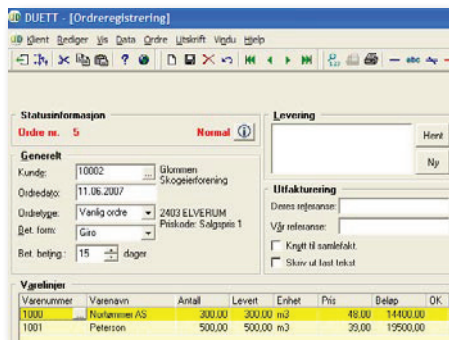 DUETT - [Ordreregistrering]
Klient Rediger Vis Data Ordre Utskrift Vindu Hjelp
abc
Statusinformasjon
Ordre nr. 5 Normal
Generelt
Kunde: 10002 ... Glommen
Skogeierforening
Ordredato: 11.06.2007
Ordretype: Vanlig ordre 2403 ELVERUM
Priskode: Salgspris 1
Bet. form: Giro
Bet. beting.: 15 dager
Levering
Hent
Ny
Utfakturering
Deres referanse:
Vår referanse:
Knytt til samlefakt.
Skriv ut fast tekst
Varelinjer
Varenummer Varenavn Antall Levert Enhet Pris Beløp OK
1000 ... Nortømmer AS 300,00 300,00 m3 48,00 14400,00
1001 Peterson 500,00 500,00 m3 39,00 19500,00